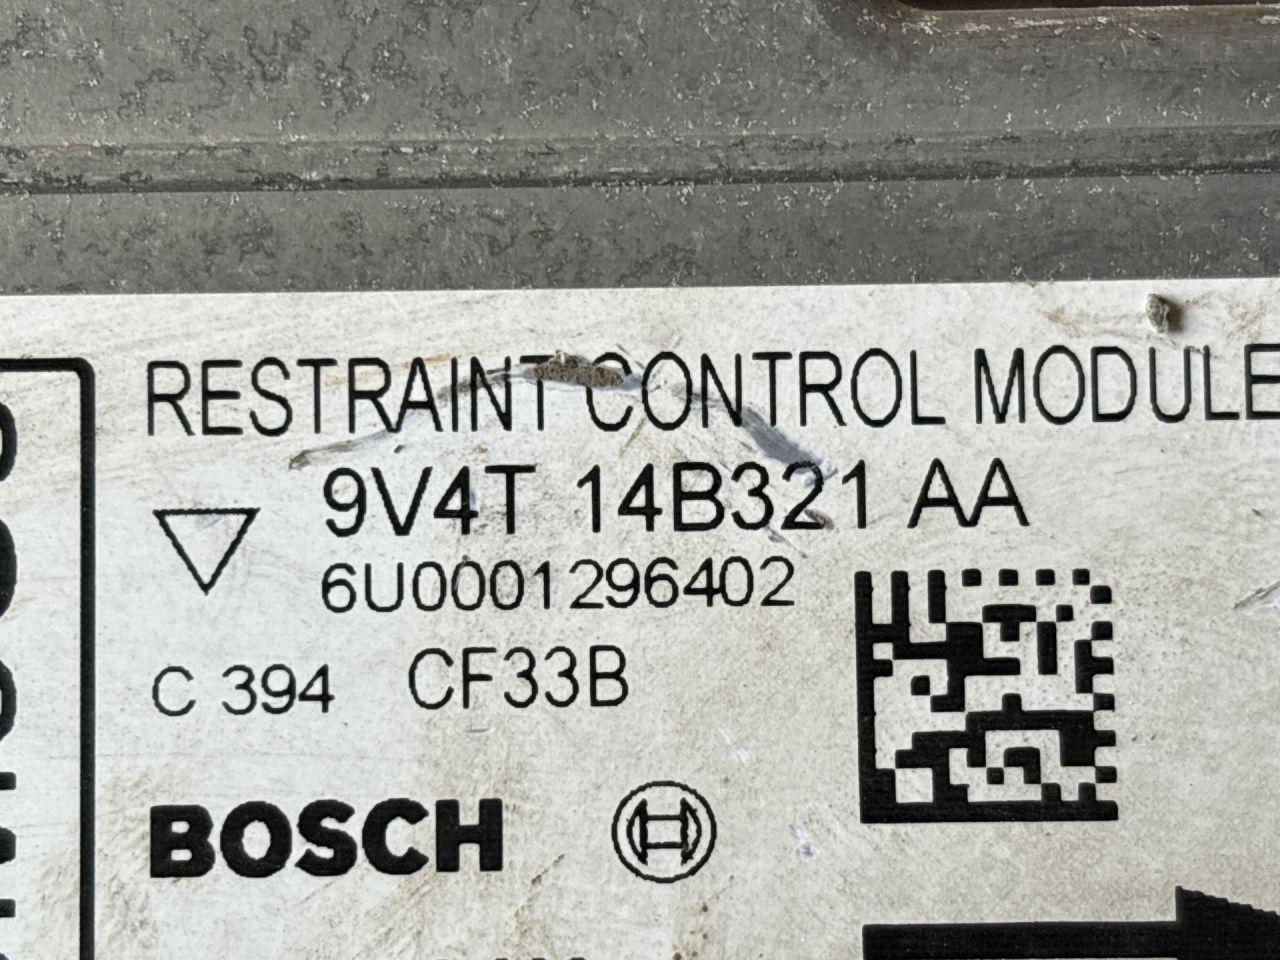 RESTRAINT CONTROL MODULE
9V4T 14B321 AA
6U0001296402
C 394 CF33B
BOSCH